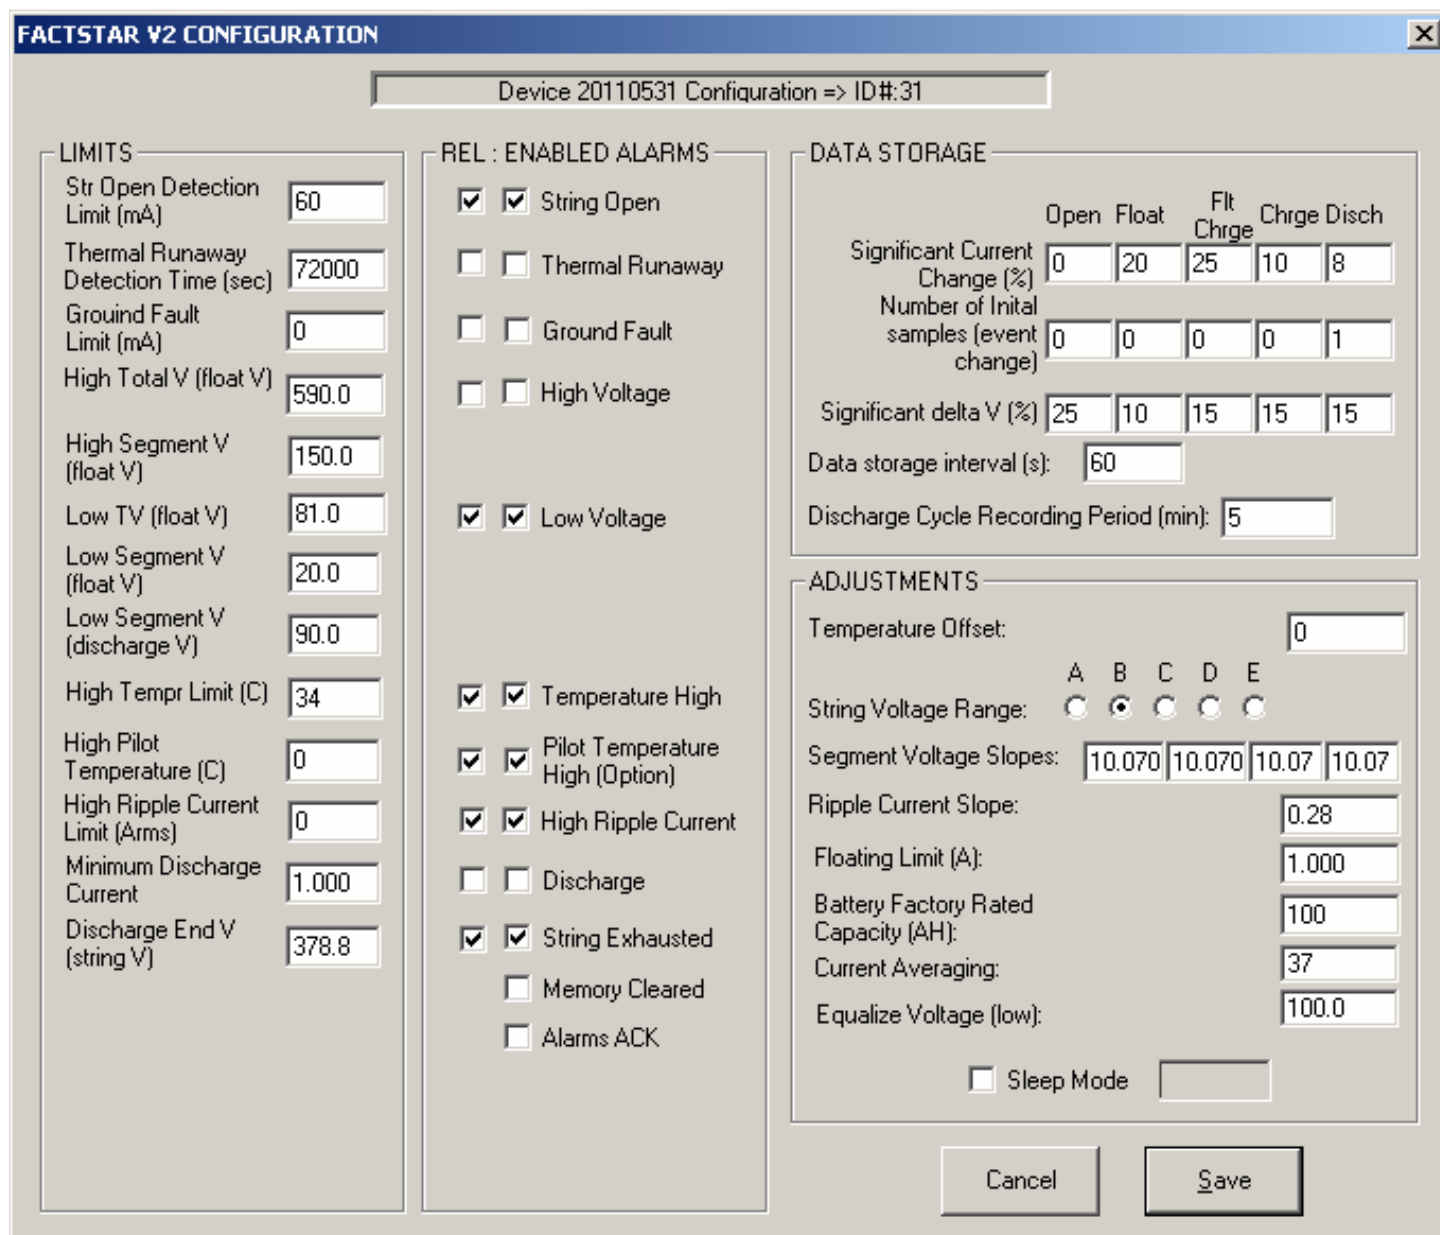 FACTSTAR V2 CONFIGURATION
Device 20110531 Configuration => ID#:31
LIMITS
Str Open Detection
Limit (mA)
60
Thermal Runaway
Detection Time (sec)
72000
Grouind Fault
Limit (mA)
0
High Total V (float V)
590.0
High Segment V
(float V)
150.0
Low TV (float V)
81.0
Low Segment V
(float V)
20.0
Low Segment V
(discharge V)
90.0
High Tempr Limit (C)
34
High Pilot
Temperature (C)
0
High Ripple Current
Limit (Arms)
0
Minimum Discharge
Current
1.000
Discharge End V
(string V)
378.8
REL : ENABLED ALARMS
String Open
Thermal Runaway
Ground Fault
High Voltage
Low Voltage
Temperature High
Pilot Temperature
High (Option)
High Ripple Current
Discharge
String Exhausted
Memory Cleared
Alarms ACK
DATA STORAGE
Open Float Flt Chrge Chrge Disch
Significant Current
Change (%)
0 20 25 10 8
Number of Inital
samples (event
change)
0 0 0 0 1
Significant delta V (%) 25 10 15 15 15
Data storage interval (s): 60
Discharge Cycle Recording Period (min): 5
ADJUSTMENTS
Temperature Offset: 0
A B C D E
String Voltage Range:
Segment Voltage Slopes: 10.070 10.070 10.07 10.07
Ripple Current Slope: 0.28
Floating Limit (A): 1.000
Battery Factory Rated
Capacity (AH):
100
Current Averaging: 37
Equalize Voltage (low): 100.0
Sleep Mode
Cancel Save